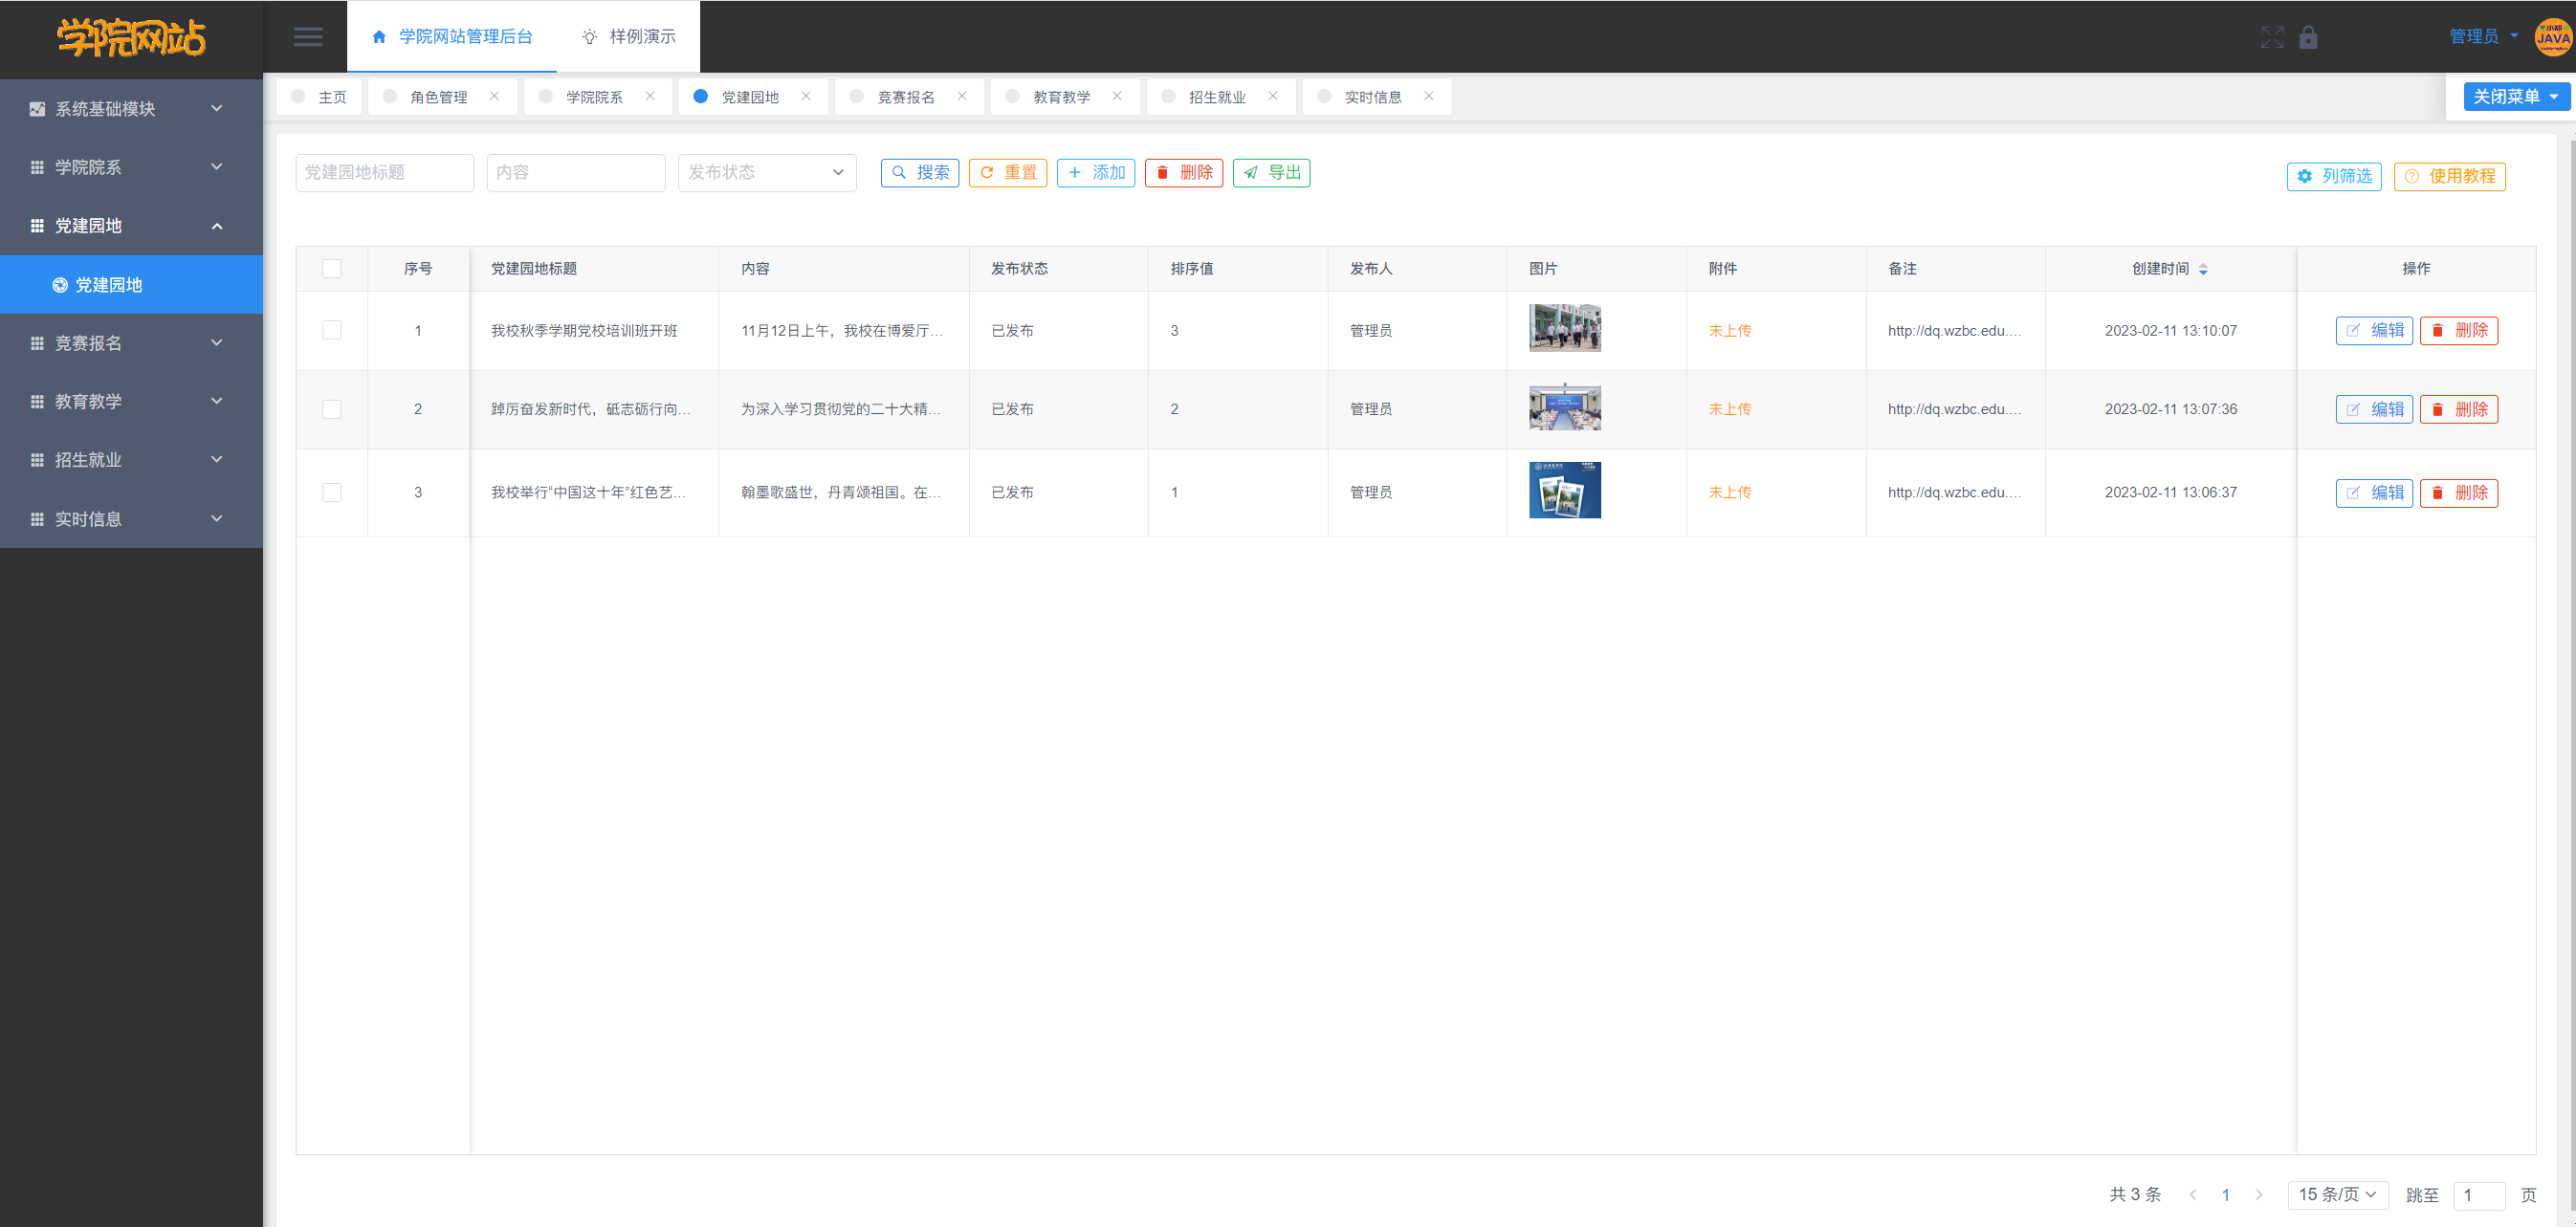 学院网站
学院网站管理后台
样例演示
管理员
小郑
JAVA
系统基础模块
学院院系
党建园地
党建园地
竞赛报名
教育教学
招生就业
实时信息
主页
角色管理
学院院系
党建园地
竞赛报名
教育教学
招生就业
实时信息
关闭菜单
党建园地标题
内容
发布状态
搜索
重置
添加
删除
导出
列筛选
使用教程
序号 党建园地标题 内容 发布状态 排序值 发布人 图片 附件 备注 创建时间 操作
1 我校秋季学期党校培训班开班 11月12日上午，我校在博爱厅... 已发布 3 管理员 未上传 http://dq.wzbc.edu.... 2023-02-11 13:10:07 编辑 删除
2 踔厉奋发新时代，砥志砺行向... 为深入学习贯彻党的二十大精... 已发布 2 管理员 未上传 http://dq.wzbc.edu.... 2023-02-11 13:07:36 编辑 删除
3 我校举行“中国这十年”红色艺... 翰墨歌盛世，丹青颂祖国。在... 已发布 1 管理员 未上传 http://dq.wzbc.edu.... 2023-02-11 13:06:37 编辑 删除
共 3 条
1
15 条/页
跳至 1 页